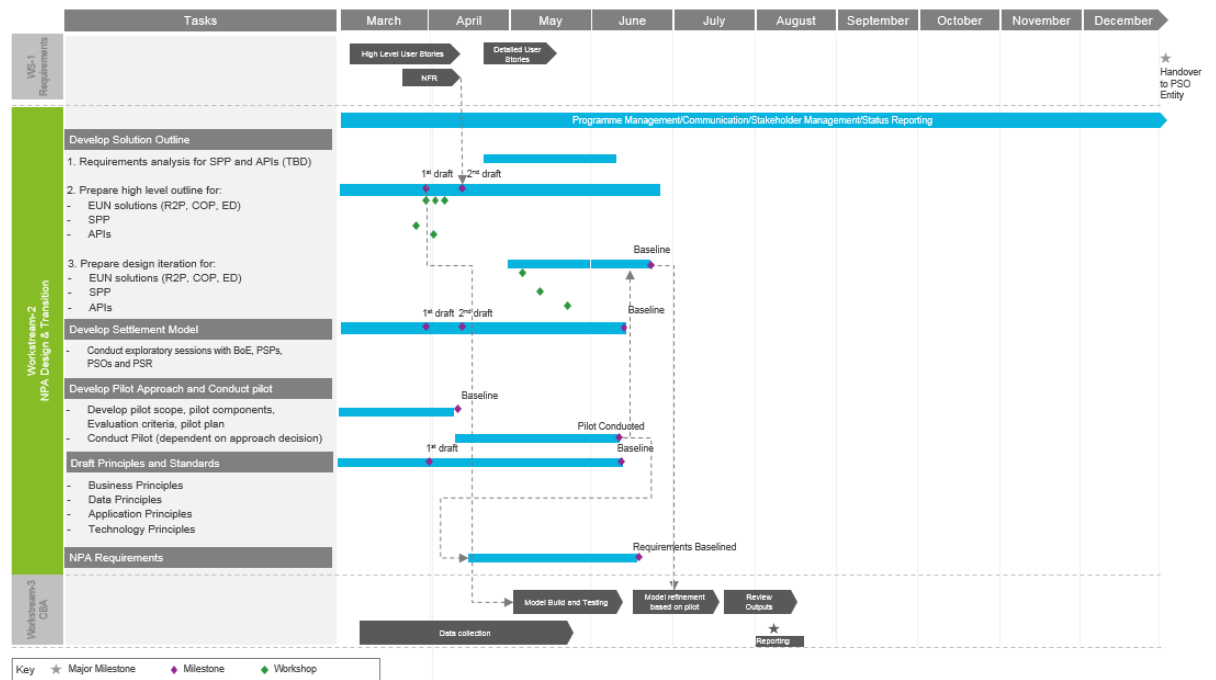 Tasks
March
April
May
June
July
August
September
October
November
December
WS-1
Requirements
High Level User Stories
Detailed User
Stories
NFR
Handover
to PSO
Entity
Workstream-2
NPA Design & Transition
Programme Management/Communication/Stakeholder Management/Status Reporting
Develop Solution Outline
1. Requirements analysis for SPP and APIs (TBD)
1st draft
2nd draft
2. Prepare high level outline for:
- EUN solutions (R2P, COP, ED)
- SPP
- APIs
Baseline
3. Prepare design iteration for:
- EUN solutions (R2P, COP, ED)
- SPP
- APIs
1st draft
2nd draft
Baseline
Develop Settlement Model
- Conduct exploratory sessions with BoE, PSPs,
PSOs and PSR
Develop Pilot Approach and Conduct pilot
Baseline
- Develop pilot scope, pilot components,
Evaluation criteria, pilot plan
Pilot Conducted
- Conduct Pilot (dependent on approach decision)
1st draft
Baseline
Draft Principles and Standards
- Business Principles
- Data Principles
- Application Principles
- Technology Principles
Requirements Baselined
NPA Requirements
Workstream-3
CBA
Model Build and Testing
Model refinement
based on pilot
Review
Outputs
Data collection
Reporting
Key
Major Milestone
Milestone
Workshop